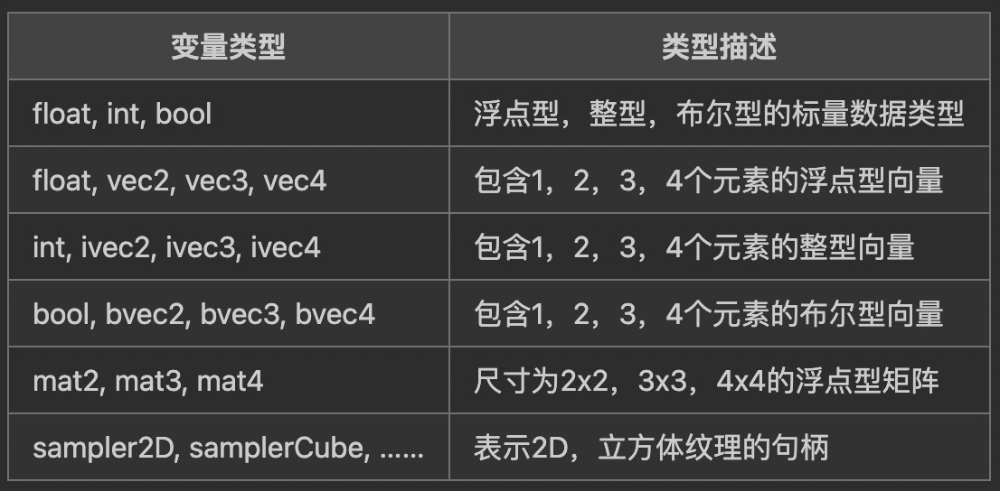 变量类型 类型描述
float, int, bool 浮点型，整型，布尔型的标量数据类型
float, vec2, vec3, vec4 包含1，2，3，4个元素的浮点型向量
int, ivec2, ivec3, ivec4 包含1，2，3，4个元素的整型向量
bool, bvec2, bvec3, bvec4 包含1，2，3，4个元素的布尔型向量
mat2, mat3, mat4 尺寸为2x2，3x3，4x4的浮点型矩阵
sampler2D, samplerCube, …… 表示2D，立方体纹理的句柄